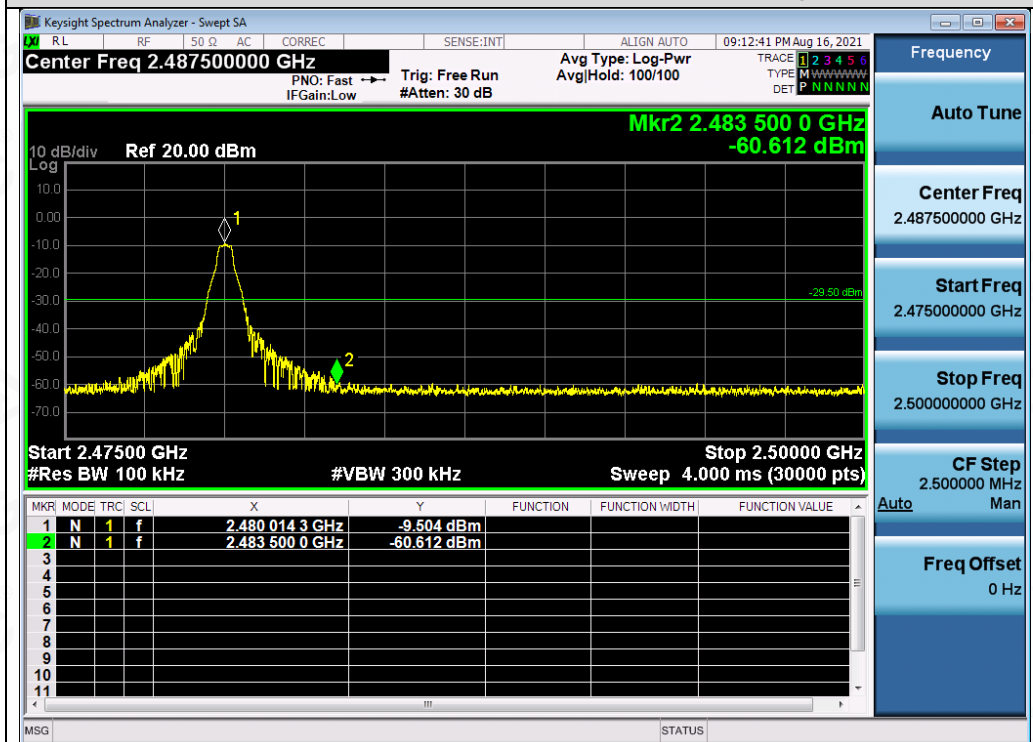 Keysight Spectrum Analyzer - Swept SA
LXI RL RF 50 Ω AC CORREC SENSE:INT ALIGN AUTO 09:12:41 PM Aug 16, 2021
Center Freq 2.487500000 GHz
PNO: Fast
IFGain:Low
Trig: Free Run
#Atten: 30 dB
Avg Type: Log-Pwr
Avg|Hold: 100/100
TRACE 1 2 3 4 5 6
TYPE M WWWWW
DET P N N N N N
Mkr2 2.483 500 0 GHz
-60.612 dBm
10 dB/div Ref 20.00 dBm
Log
10.0
0.00
-10.0
-20.0
-30.0
-40.0
-50.0
-60.0
-70.0
1
2
-29.50 dBm
Start 2.47500 GHz Stop 2.50000 GHz
#Res BW 100 kHz #VBW 300 kHz Sweep 4.000 ms (30000 pts)
MKR MODE TRC SCL X Y FUNCTION FUNCTION WIDTH FUNCTION VALUE
1 N 1 f 2.480 014 3 GHz -9.504 dBm
2 N 1 f 2.483 500 0 GHz -60.612 dBm
3
4
5
6
7
8
9
10
11
MSG STATUS
Frequency
Auto Tune
Center Freq
2.487500000 GHz
Start Freq
2.475000000 GHz
Stop Freq
2.500000000 GHz
CF Step
2.500000 MHz
Auto Man
Freq Offset
0 Hz